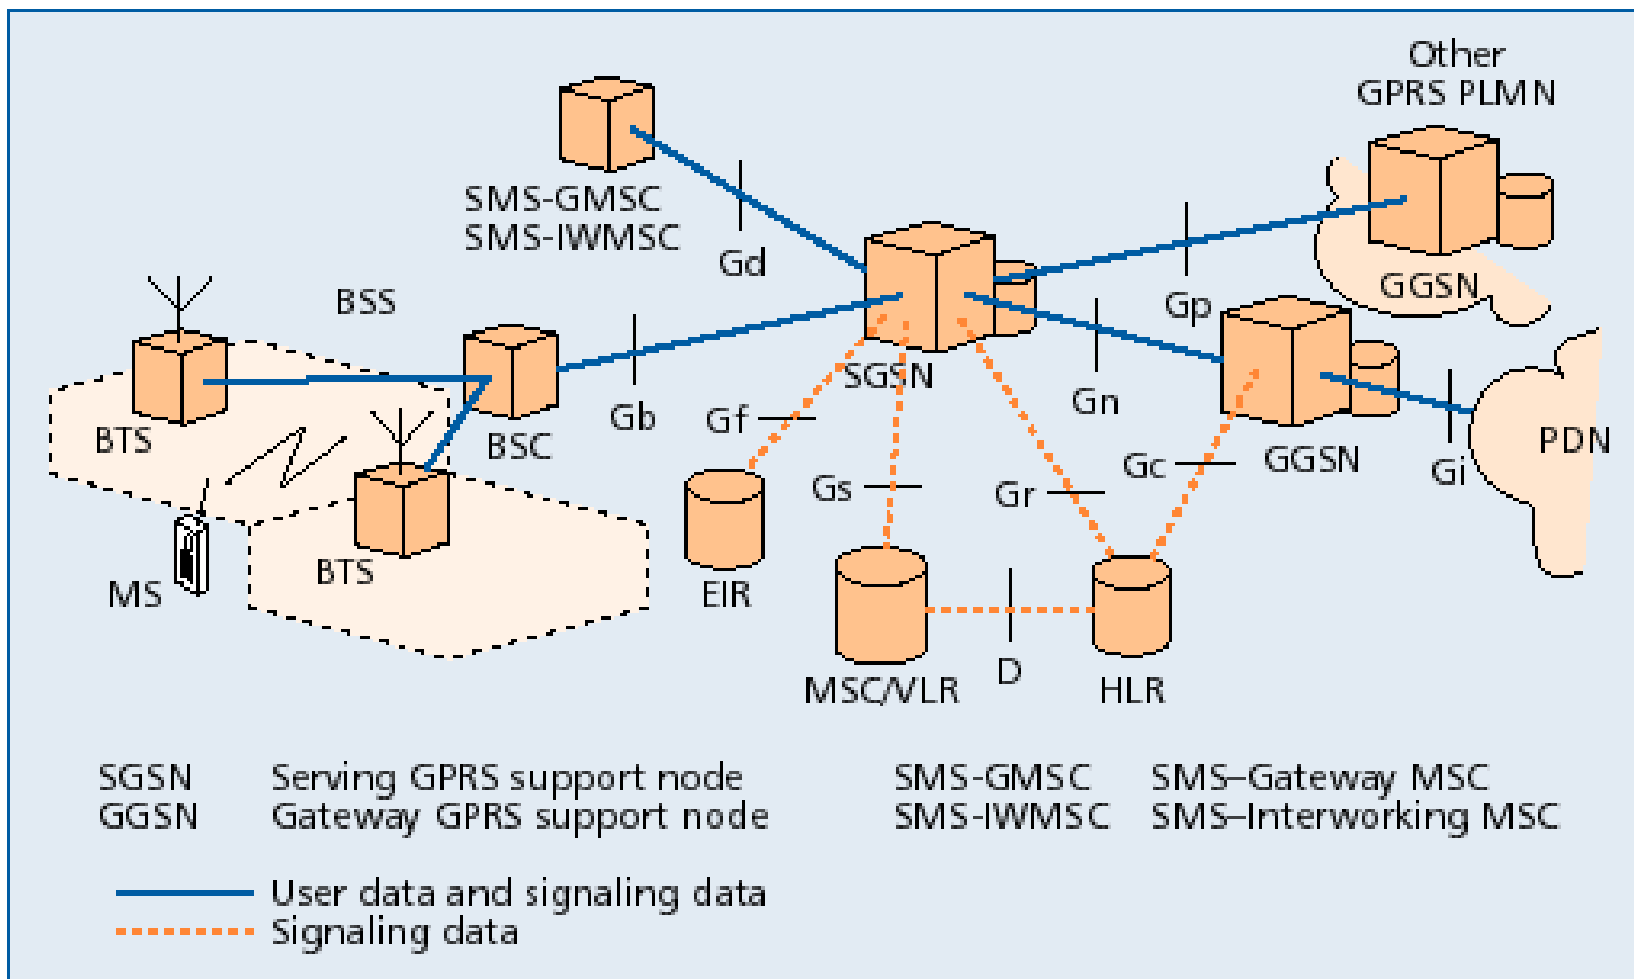 Other
GPRS PLMN
SMS-GMSC
SMS-IWMSC
Gd
BSS
Gp
GGSN
SGSN
Gb
BTS
BSC
Gf
Gn
Gc
GGSN
Gi
PDN
Gs
Gr
MS
BTS
EIR
MSC/VLR
D
HLR
SGSN Serving GPRS support node
GGSN Gateway GPRS support node
SMS-GMSC SMS–Gateway MSC
SMS-IWMSC SMS–Interworking MSC
User data and signaling data
Signaling data